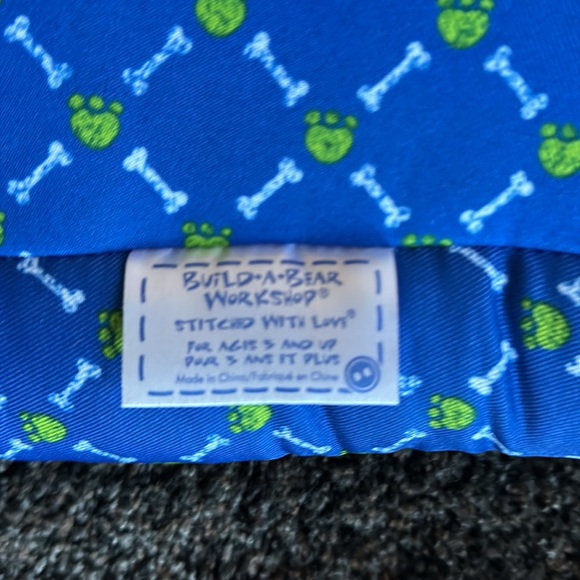 BUILD-A-BEAR
WORKSHOP®
STITCHED WITH LOVE®
FOR AGES 3 AND UP
POUR 3 ANS ET PLUS
Made in China/Fabriqué en Chine